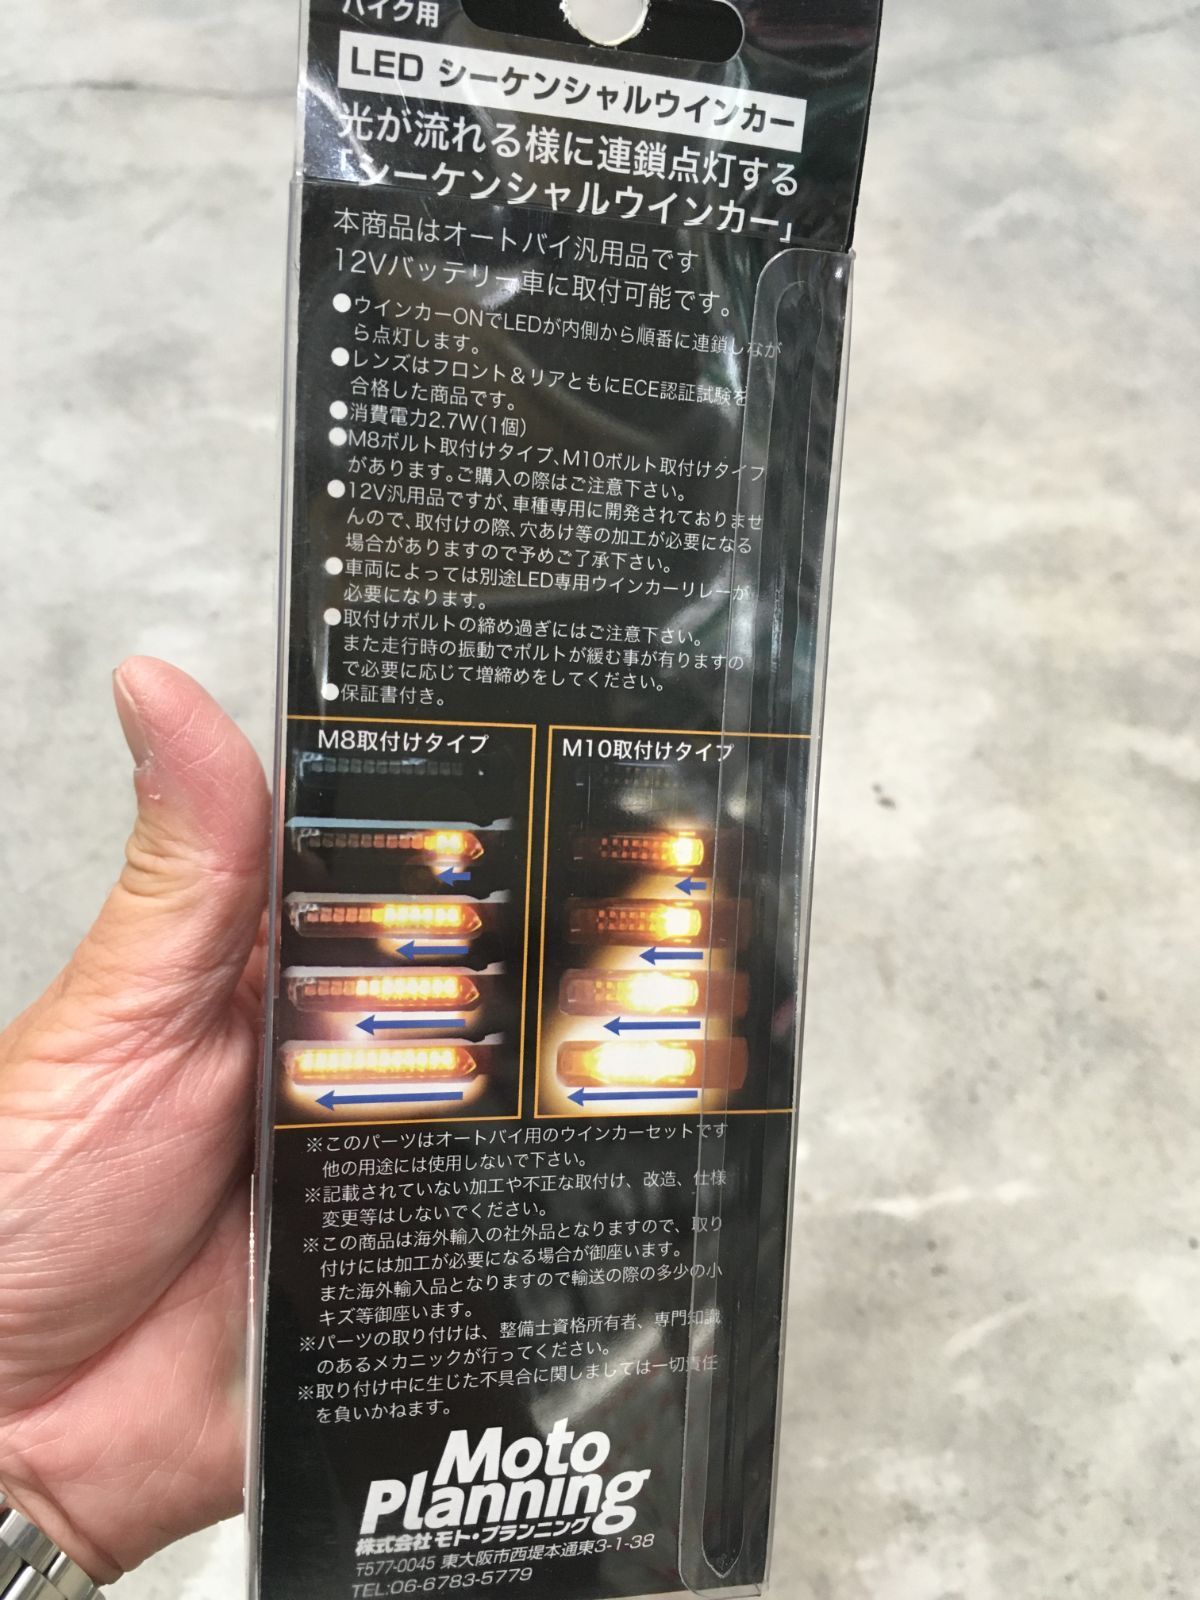 バイク用
LED シーケンシャルウインカー
光が流れる様に連鎖点灯する
「シーケンシャルウインカー」
本商品はオートバイ汎用品です
12Vバッテリー車に取付可能です。
●ウインカーONでLEDが内側から順番に連鎖しなが
ら点灯します。
●レンズはフロント＆リアともにECE認証試験を
合格した商品です。
●消費電力2.7W(1個)
●M8ボルト取付けタイプ、M10ボルト取付けタイプ
があります。ご購入の際はご注意下さい。
●12V汎用品ですが、車種専用に開発されておりませ
んので、取付けの際、穴あけ等の加工が必要になる
場合がありますので予めご了承下さい。
●車両によっては別途LED専用ウインカーリレーが
必要になります。
●取付けボルトの締め過ぎにはご注意下さい。
また走行時の振動でボルトが緩む事が有りますの
で必要に応じて増締めをしてください。
●保証書付き。
M8取付けタイプ
M10取付けタイプ
※このパーツはオートバイ用のウインカーセットです
他の用途には使用しないで下さい。
※記載されていない加工や不正な取付け、改造、仕様
変更等はしないでください。
※この商品は海外輸入の社外品となりますので、取り
付けには加工が必要になる場合が御座います。
また海外輸入品となりますので輸送の際の多少の小
キズ等御座います。
※パーツの取り付けは、整備士資格所有者、専門知識
のあるメカニックが行ってください。
※取り付け中に生じた不具合に関しましては一切責任
を負いかねます。
Moto
Planning
株式会社 モト・プランニング
〒577-0045 東大阪市西堤本通東3-1-38
TEL:06-6783-5779